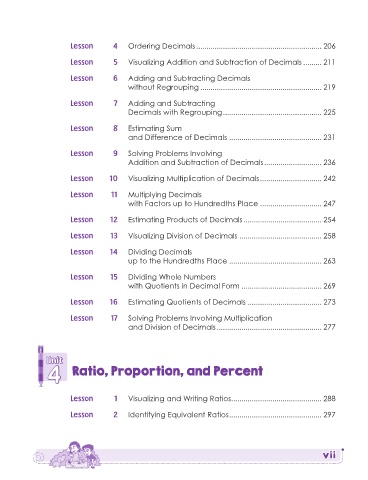 Lesson 4 Ordering Decimals ............................................................ 206
Lesson 5 Visualizing Addition and Subtraction of Decimals ......... 211
Lesson 6 Adding and Subtracting Decimals
without Regrouping .......................................................... 219
Lesson 7 Adding and Subtracting
Decimals with Regrouping ................................................ 225
Lesson 8 Estimating Sum
and Difference of Decimals ............................................. 231
Lesson 9 Solving Problems Involving
Addition and Subtraction of Decimals ............................ 236
Lesson 10 Visualizing Multiplication of Decimals .............................. 242
Lesson 11 Multiplying Decimals
with Factors up to Hundredths Place .............................. 247
Lesson 12 Estimating Products of Decimals ...................................... 254
Lesson 13 Visualizing Division of Decimals ........................................ 258
Lesson 14 Dividing Decimals
up to the Hundredths Place ............................................. 263
Lesson 15 Dividing Whole Numbers
with Quotients in Decimal Form ....................................... 269
Lesson 16 Estimating Quotients of Decimals .................................... 273
Lesson 17 Solving Problems Involving Multiplication
and Division of Decimals ................................................... 277
Unit
4 Ratio, Proportion, and Percent
Lesson 1 Visualizing and Writing Ratios ............................................ 288
Lesson 2 Identifying Equivalent Ratios ............................................. 297
vii